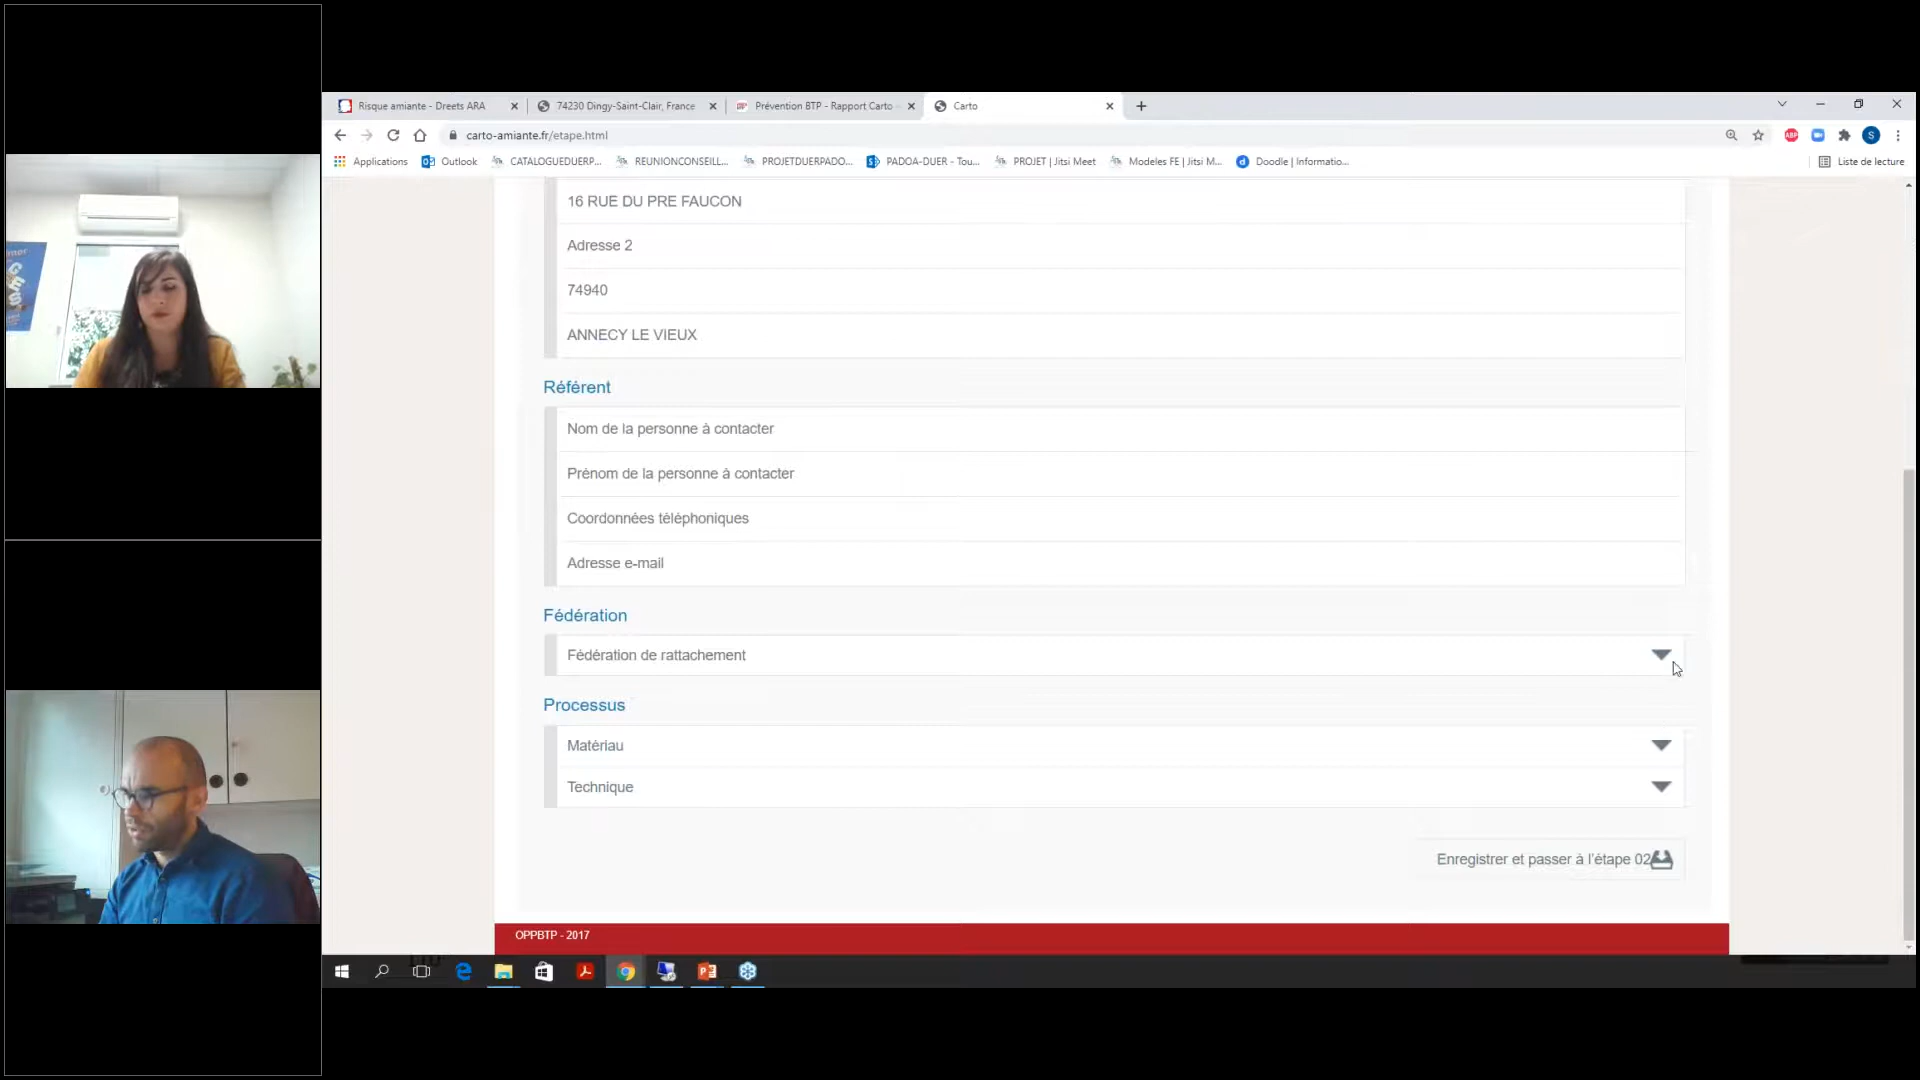 Risque amiante - Dreets ARA
74230 Dingy-Saint-Clair, France
Prévention BTP - Rapport Carto
Carto
carto-amiante.fr/etape.html
Applications
Outlook
CATALOGUEDUERP...
REUNIONCONSEILL...
PROJETDUERPADO...
PADOA-DUER - Tou...
PROJET | Jitsi Meet
Modeles FE | Jitsi M...
Doodle | Informatio...
Liste de lecture
16 RUE DU PRE FAUCON
Adresse 2
74940
ANNECY LE VIEUX
Référent
Nom de la personne à contacter
Prénom de la personne à contacter
Coordonnées téléphoniques
Adresse e-mail
Fédération
Fédération de rattachement
Processus
Matériau
Technique
Enregistrer et passer à l'étape 02
OPPBTP - 2017